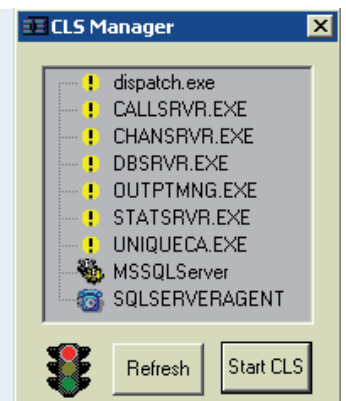 CLS Manager
dispatch.exe
CALLSRVR.EXE
CHANSRVR.EXE
DBSRVR.EXE
OUTPTMNG.EXE
STATSRVR.EXE
UNIQUECA.EXE
MSSQLServer
SQLSERVERAGENT
Refresh
Start CLS